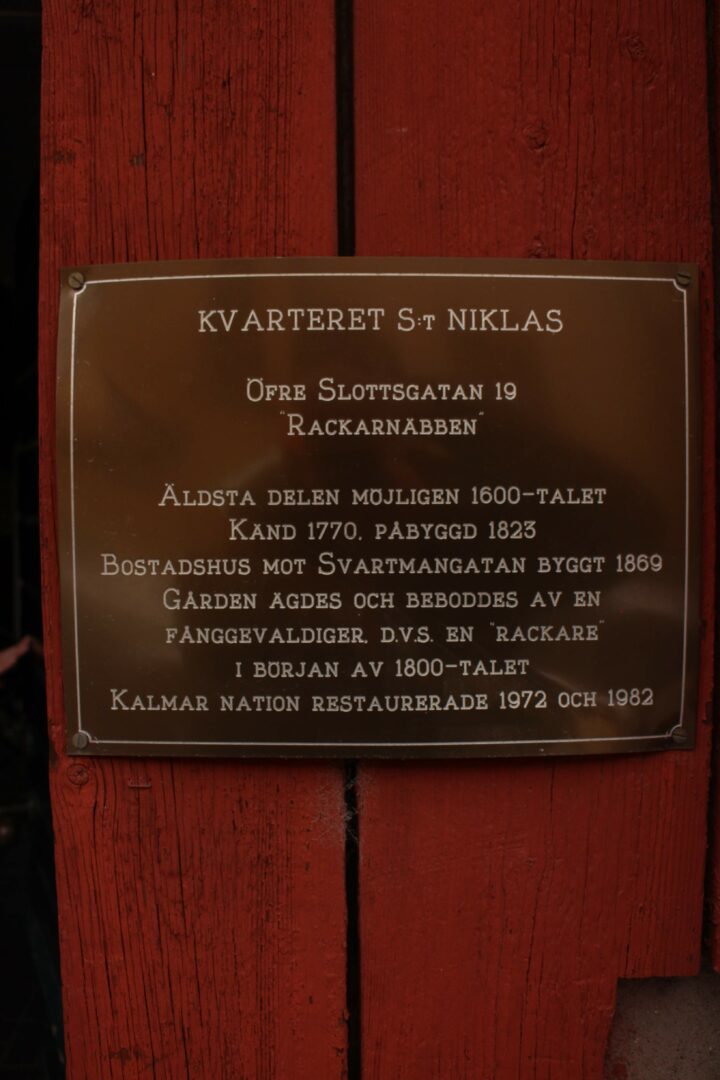 KVARTERET S:T NIKLAS
ÖFRE SLOTTSGATAN 19
"RACKARNÄBBEN"
ÄLDSTA DELEN MÖJLIGEN 1600-TALET
KÄND 1770, PÅBYGGD 1823
BOSTADSHUS MOT SVARTMANGATAN BYGGT 1869
GÅRDEN ÄGDES OCH BEBODDES AV EN
FÅNGGEVALDIGER, D.V.S. EN "RACKARE"
I BÖRJAN AV 1800-TALET
KALMAR NATION RESTAURERADE 1972 OCH 1982